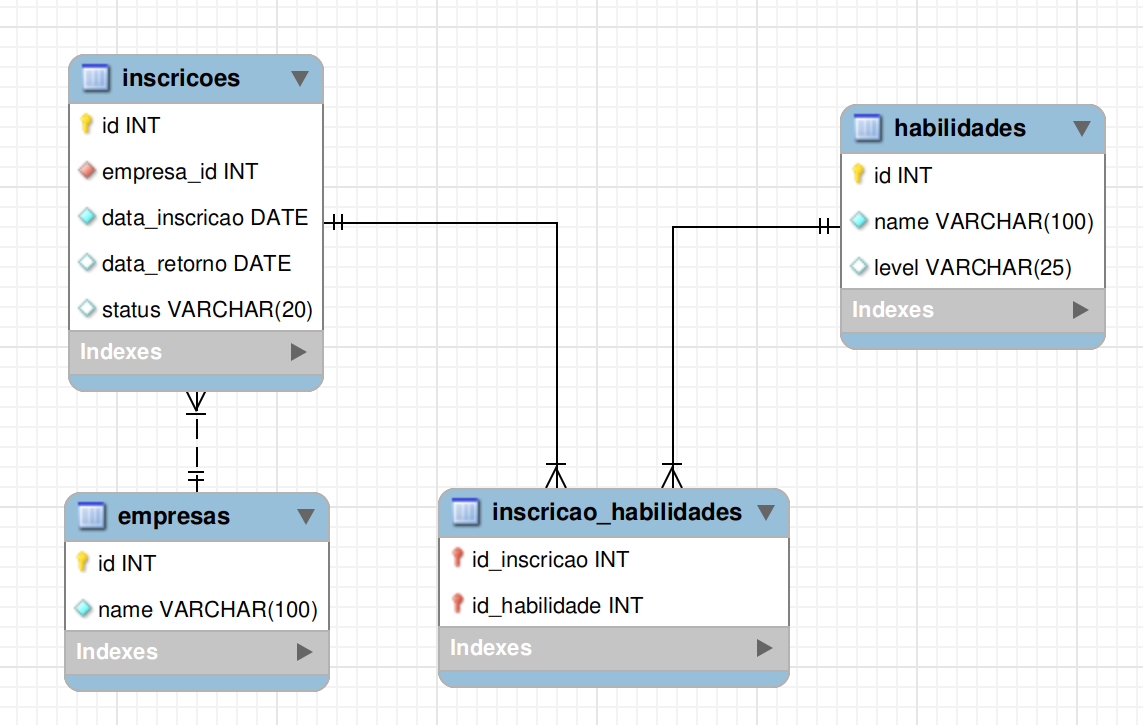 inscricoes
id INT
empresa_id INT
data_inscricao DATE
data_retorno DATE
status VARCHAR(20)
Indexes
habilidades
id INT
name VARCHAR(100)
level VARCHAR(25)
Indexes
empresas
id INT
name VARCHAR(100)
Indexes
inscricao_habilidades
id_inscricao INT
id_habilidade INT
Indexes